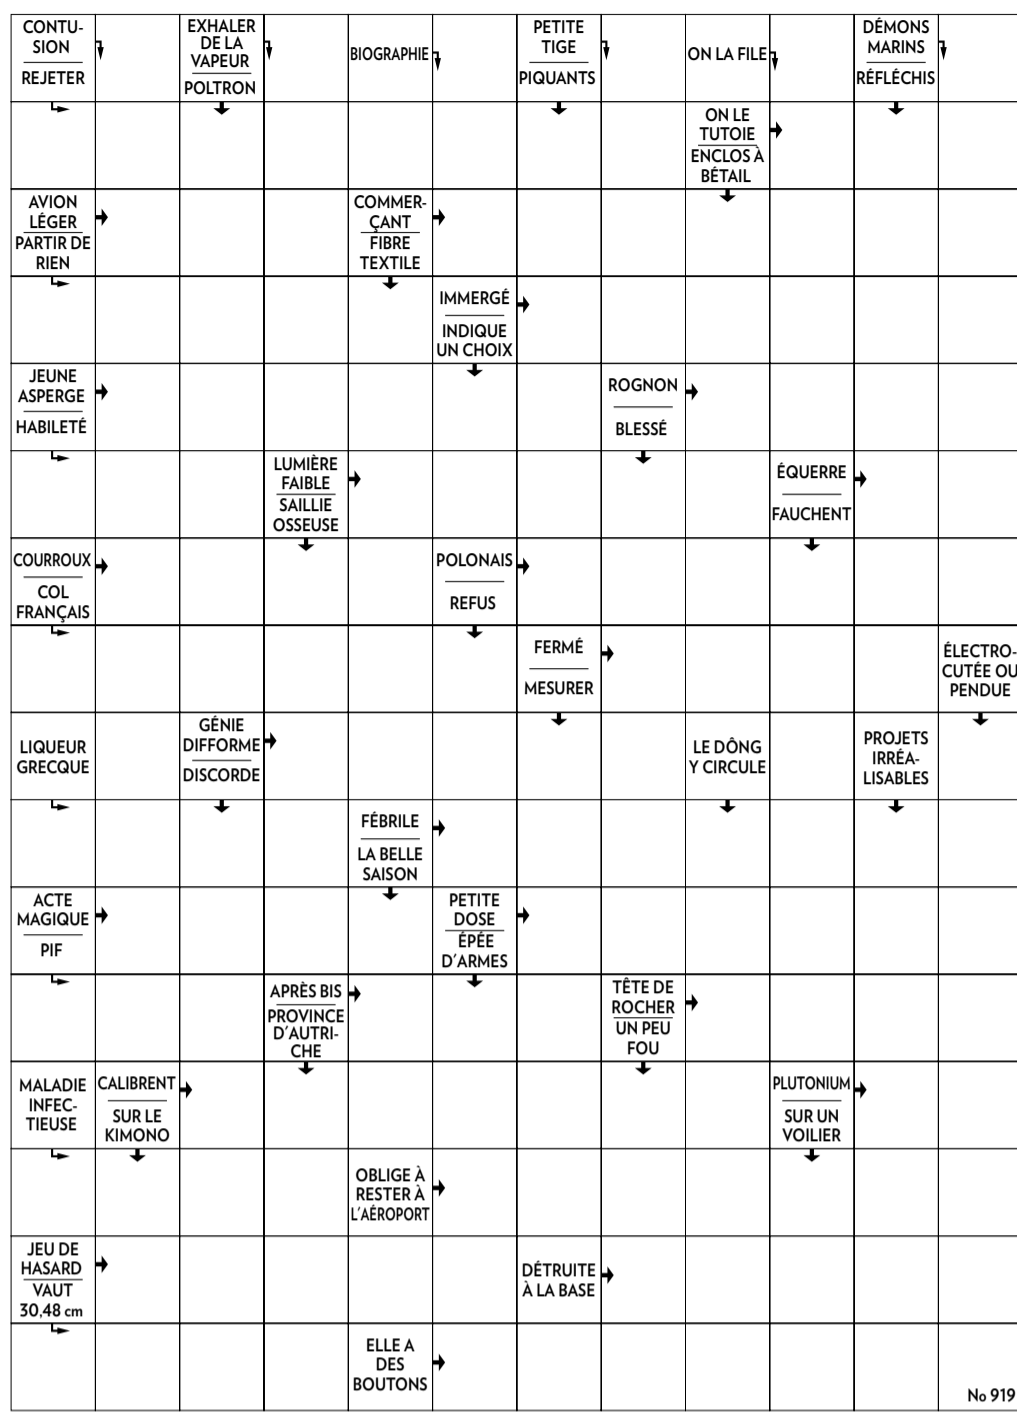 CONTU-
SION
REJETER
EXHALER
DE LA
VAPEUR
POLTRON
BIOGRAPHIE
PETITE
TIGE
PIQUANTS
ON LA FILE
DÉMONS
MARINS
RÉFLÉCHIS
ON LE
TUTOIE
ENCLOS À
BÉTAIL
AVION
LÉGER
PARTIR DE
RIEN
COMMER-
ÇANT
FIBRE
TEXTILE
IMMERGÉ
INDIQUE
UN CHOIX
JEUNE
ASPERGE
HABILETÉ
ROGNON
BLESSÉ
LUMIÈRE
FAIBLE
SAILLIE
OSSEUSE
ÉQUERRE
FAUCHENT
COURROUX
COL
FRANÇAIS
POLONAIS
REFUS
FERMÉ
MESURER
ÉLECTRO-
CUTÉE OU
PENDUE
LIQUEUR
GRECQUE
GÉNIE
DIFFORME
DISCORDE
LE DÔNG
Y CIRCULE
PROJETS
IRRÉA-
LISABLES
FÉBRILE
LA BELLE
SAISON
ACTE
MAGIQUE
PIF
PETITE
DOSE
ÉPÉE
D'ARMES
APRÈS BIS
PROVINCE
D'AUTRI-
CHE
TÊTE DE
ROCHER
UN PEU
FOU
MALADIE
INFEC-
TIEUSE
CALIBRENT
SUR LE
KIMONO
PLUTONIUM
SUR UN
VOILIER
OBLIGE À
RESTER À
L'AÉROPORT
JEU DE
HASARD
VAUT
30,48 cm
DÉTRUITE
À LA BASE
ELLE A
DES
BOUTONS
No 919